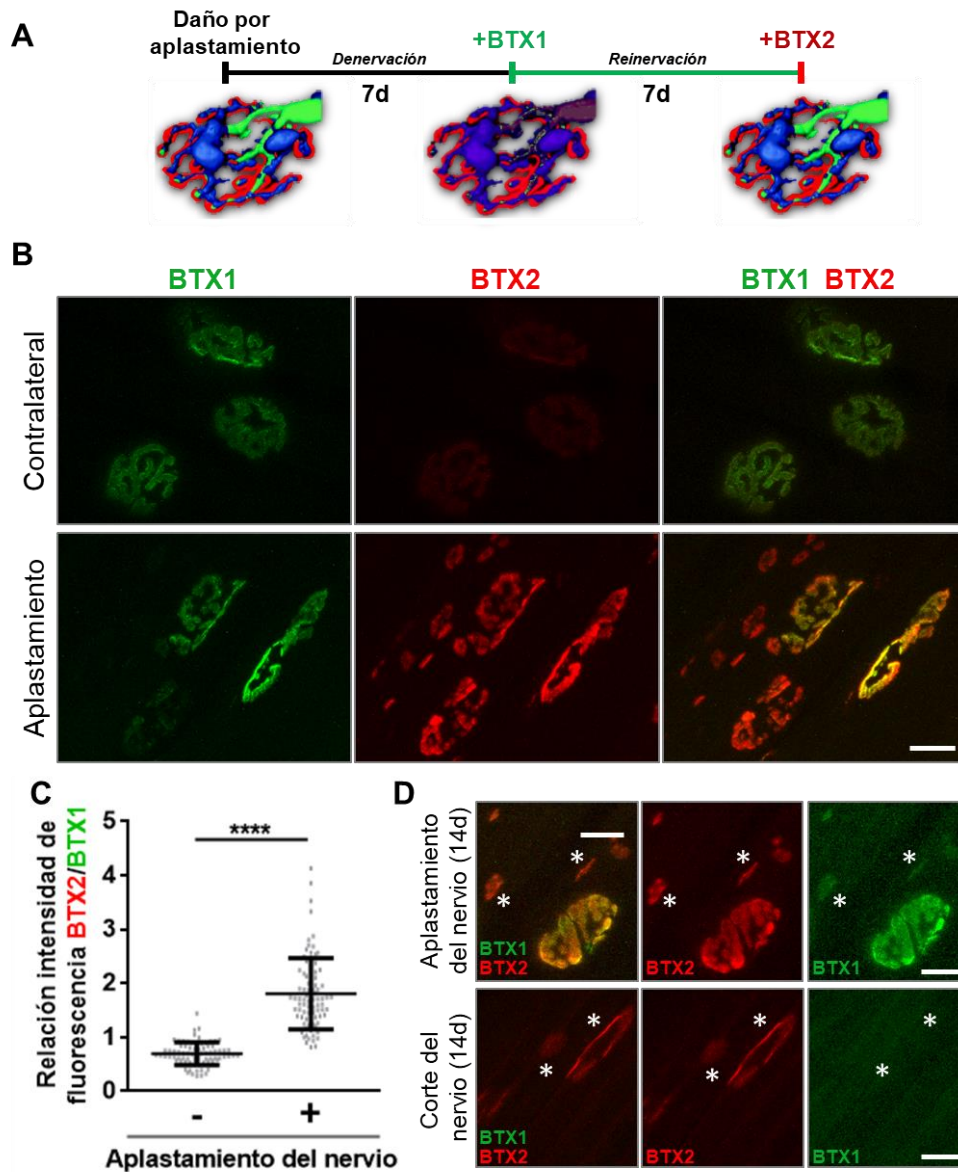 A
Daño por
aplastamiento
+BTX1
+BTX2
Denervación
Reinervación
7d
7d
B
BTX1
BTX2
BTX1 BTX2
Contralateral
Aplastamiento
C
Relación intensidad de
fluorescencia BTX2/BTX1
5
4
3
2
1
0
****
-
+
Aplastamiento del nervio
D
Aplastamiento
del nervio (14d)
*
*
BTX1
BTX2
*
*
BTX2
*
*
BTX1
Corte del
nervio (14d)
*
*
BTX1
BTX2
*
*
BTX2
*
*
BTX1